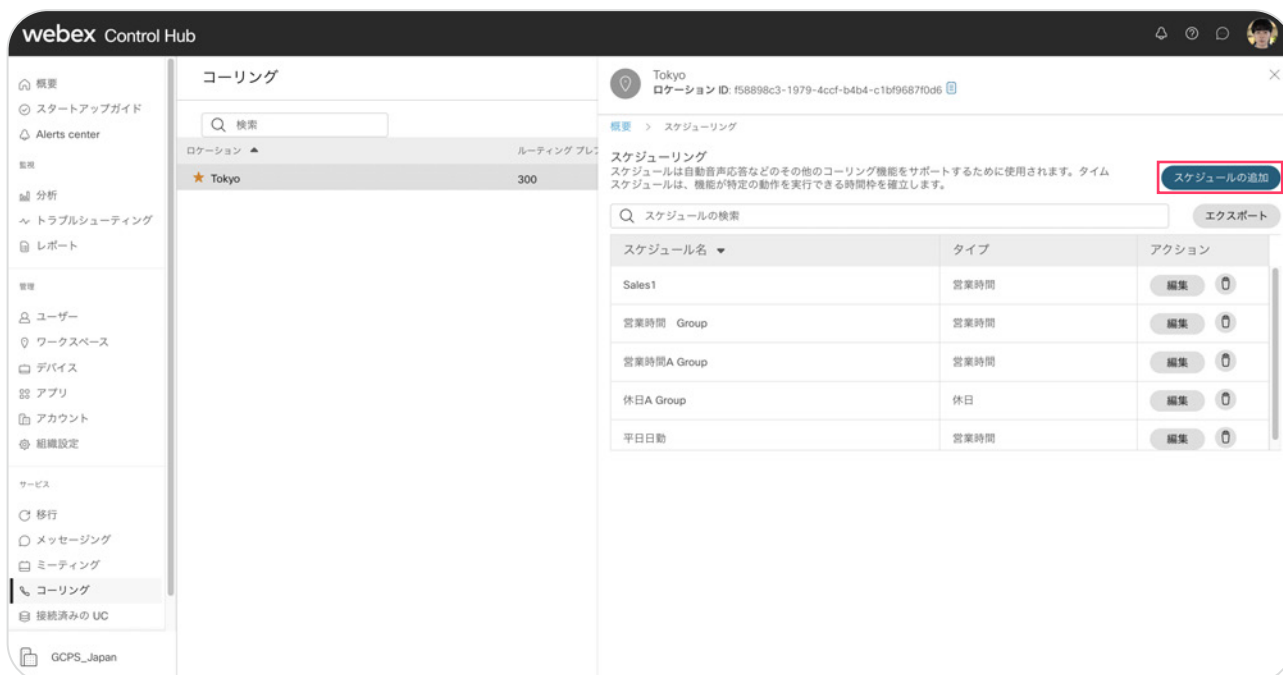 webex Control Hub
概要
スタートアップガイド
Alerts center
監視
分析
トラブルシューティング
レポート
管理
ユーザー
ワークスペース
デバイス
アプリ
アカウント
組織設定
サービス
移行
メッセージング
ミーティング
コーリング
接続済みの UC
GCPS_Japan
コーリング
検索
ロケーション ルーティング プレフ
Tokyo 300
Tokyo
ロケーション ID: f58898c3-1979-4ccf-b4b4-c1bf9687f0d6
概要 > スケジューリング
スケジューリング
スケジュールは自動音声応答などのその他のコーリング機能をサポートするために使用されます。タイム
スケジュールは、機能が特定の動作を実行できる時間枠を確立します。
スケジュールの追加
スケジュールの検索
エクスポート
スケジュール名 タイプ アクション
Sales1 営業時間 編集
営業時間 Group 営業時間 編集
営業時間A Group 営業時間 編集
休日A Group 休日 編集
平日日勤 営業時間 編集